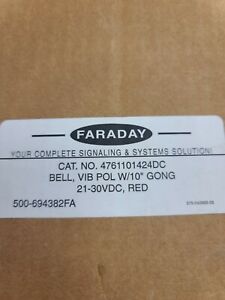 FARADAY
YOUR COMPLETE SIGNALING & SYSTEMS SOLUTION!
CAT. NO. 4761101424DC
BELL, VIB POL W/10" GONG
21-30VDC, RED
500-694382FA